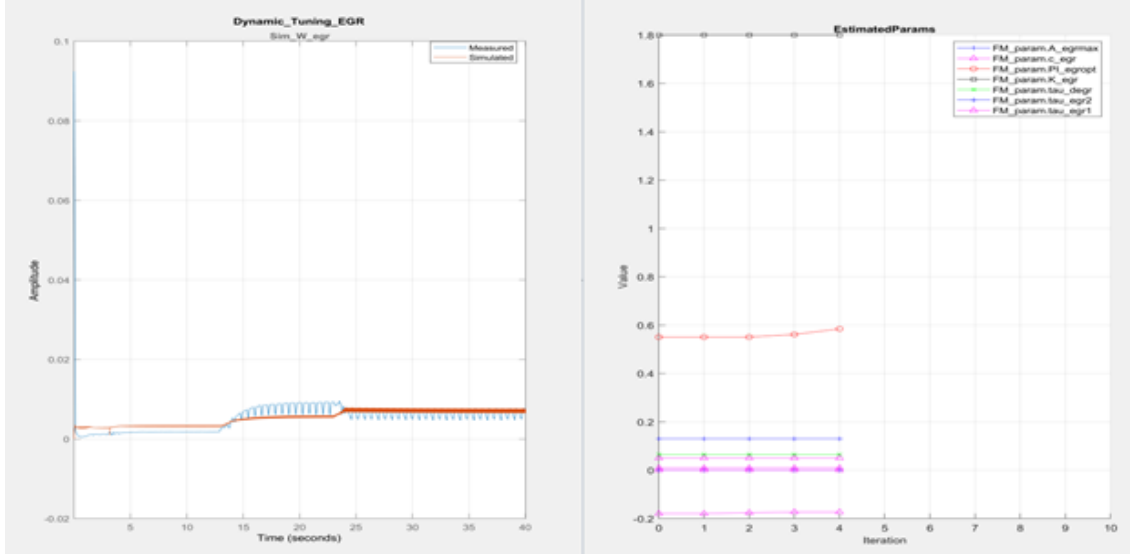 Dynamic_Tuning_EGR
Sim_W_egr
Measured
Simulated
Amplitude
0.1
0.08
0.06
0.04
0.02
0
-0.02
5
10
15
20
25
30
35
40
Time (seconds)
EstimatedParams
FM_param.A_egrmax
FM_param.c_egr
FM_param.PI_egropt
FM_param.K_egr
FM_param.tau_degr
FM_param.tau_egr2
FM_param.tau_egr1
Value
1.8
1.6
1.4
1.2
1
0.8
0.6
0.4
0.2
0
-0.2
0
1
2
3
4
5
6
7
8
9
10
Iteration